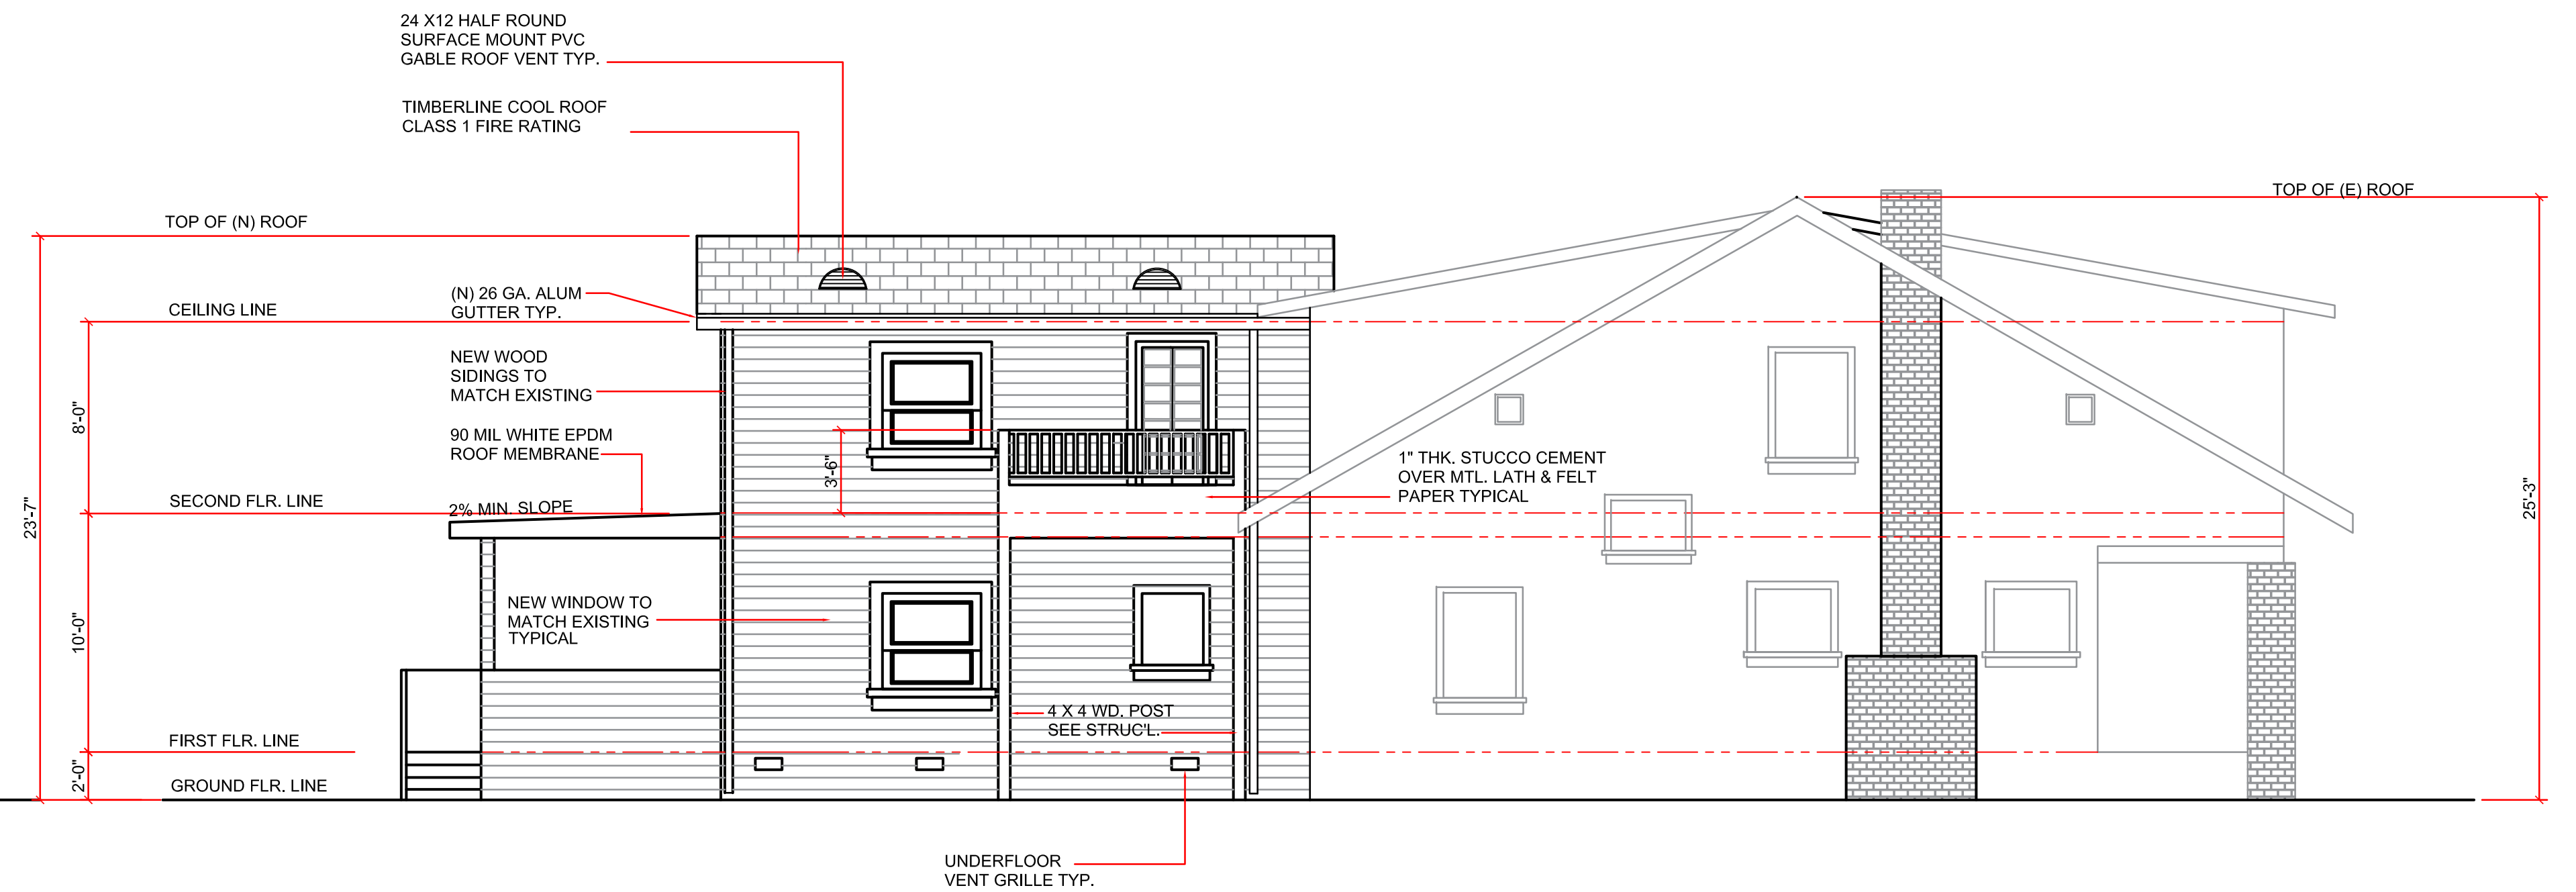 24 X12 HALF ROUND
SURFACE MOUNT PVC
GABLE ROOF VENT TYP.
TIMBERLINE COOL ROOF
CLASS 1 FIRE RATING
TOP OF (N) ROOF
TOP OF (E) ROOF
CEILING LINE
(N) 26 GA. ALUM
GUTTER TYP.
NEW WOOD
SIDINGS TO
MATCH EXISTING
8'-0"
90 MIL WHITE EPDM
ROOF MEMBRANE
3'-6"
1" THK. STUCCO CEMENT
OVER MTL. LATH & FELT
PAPER TYPICAL
23'-7"
SECOND FLR. LINE
2% MIN. SLOPE
25'-3"
10'-0"
NEW WINDOW TO
MATCH EXISTING
TYPICAL
4 X 4 WD. POST
SEE STRUC'L.
FIRST FLR. LINE
2'-0"
GROUND FLR. LINE
UNDERFLOOR
VENT GRILLE TYP.